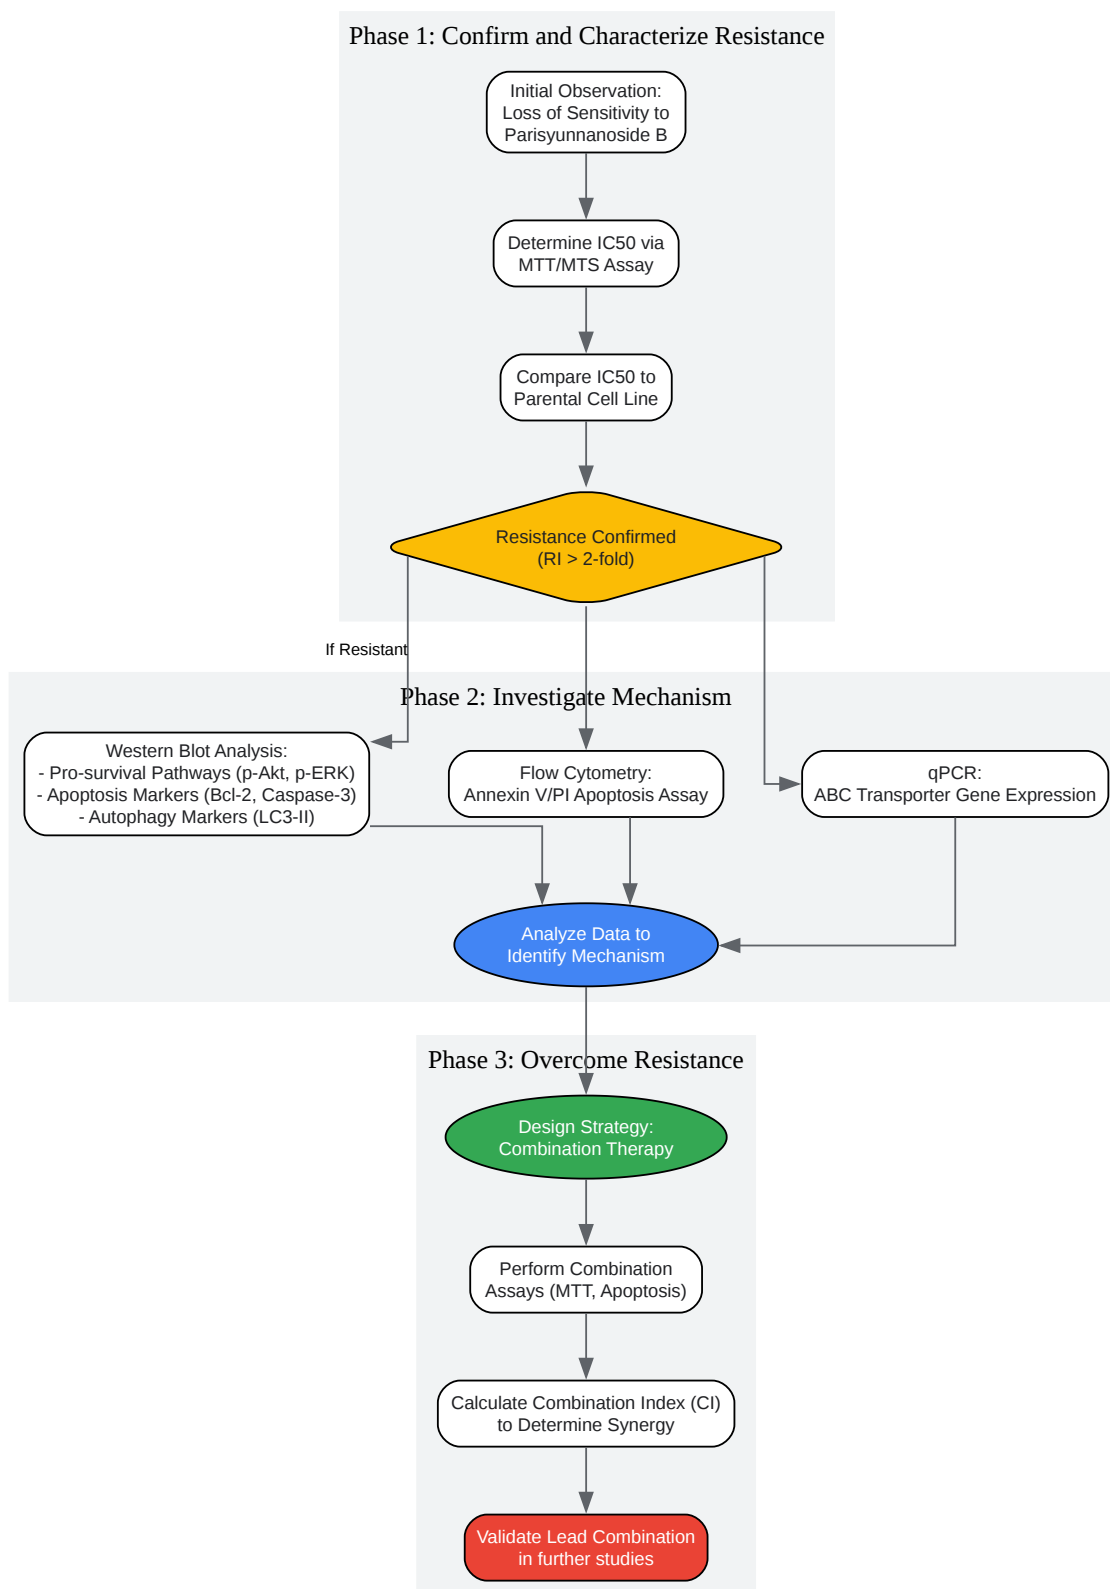 Phase 1: Confirm and Characterize Resistance
Initial Observation:
Loss of Sensitivity to
Parisyunnanoside B
Determine IC50 via
MTT/MTS Assay
Compare IC50 to
Parental Cell Line
Resistance Confirmed
(RI > 2-fold)
If Resistant
Phase 2: Investigate Mechanism
Western Blot Analysis:
- Pro-survival Pathways (p-Akt, p-ERK)
- Apoptosis Markers (Bcl-2, Caspase-3)
- Autophagy Markers (LC3-II)
Flow Cytometry:
Annexin V/PI Apoptosis Assay
qPCR:
ABC Transporter Gene Expression
Analyze Data to
Identify Mechanism
Phase 3: Overcome Resistance
Design Strategy:
Combination Therapy
Perform Combination
Assays (MTT, Apoptosis)
Calculate Combination Index (CI)
to Determine Synergy
Validate Lead Combination
in further studies